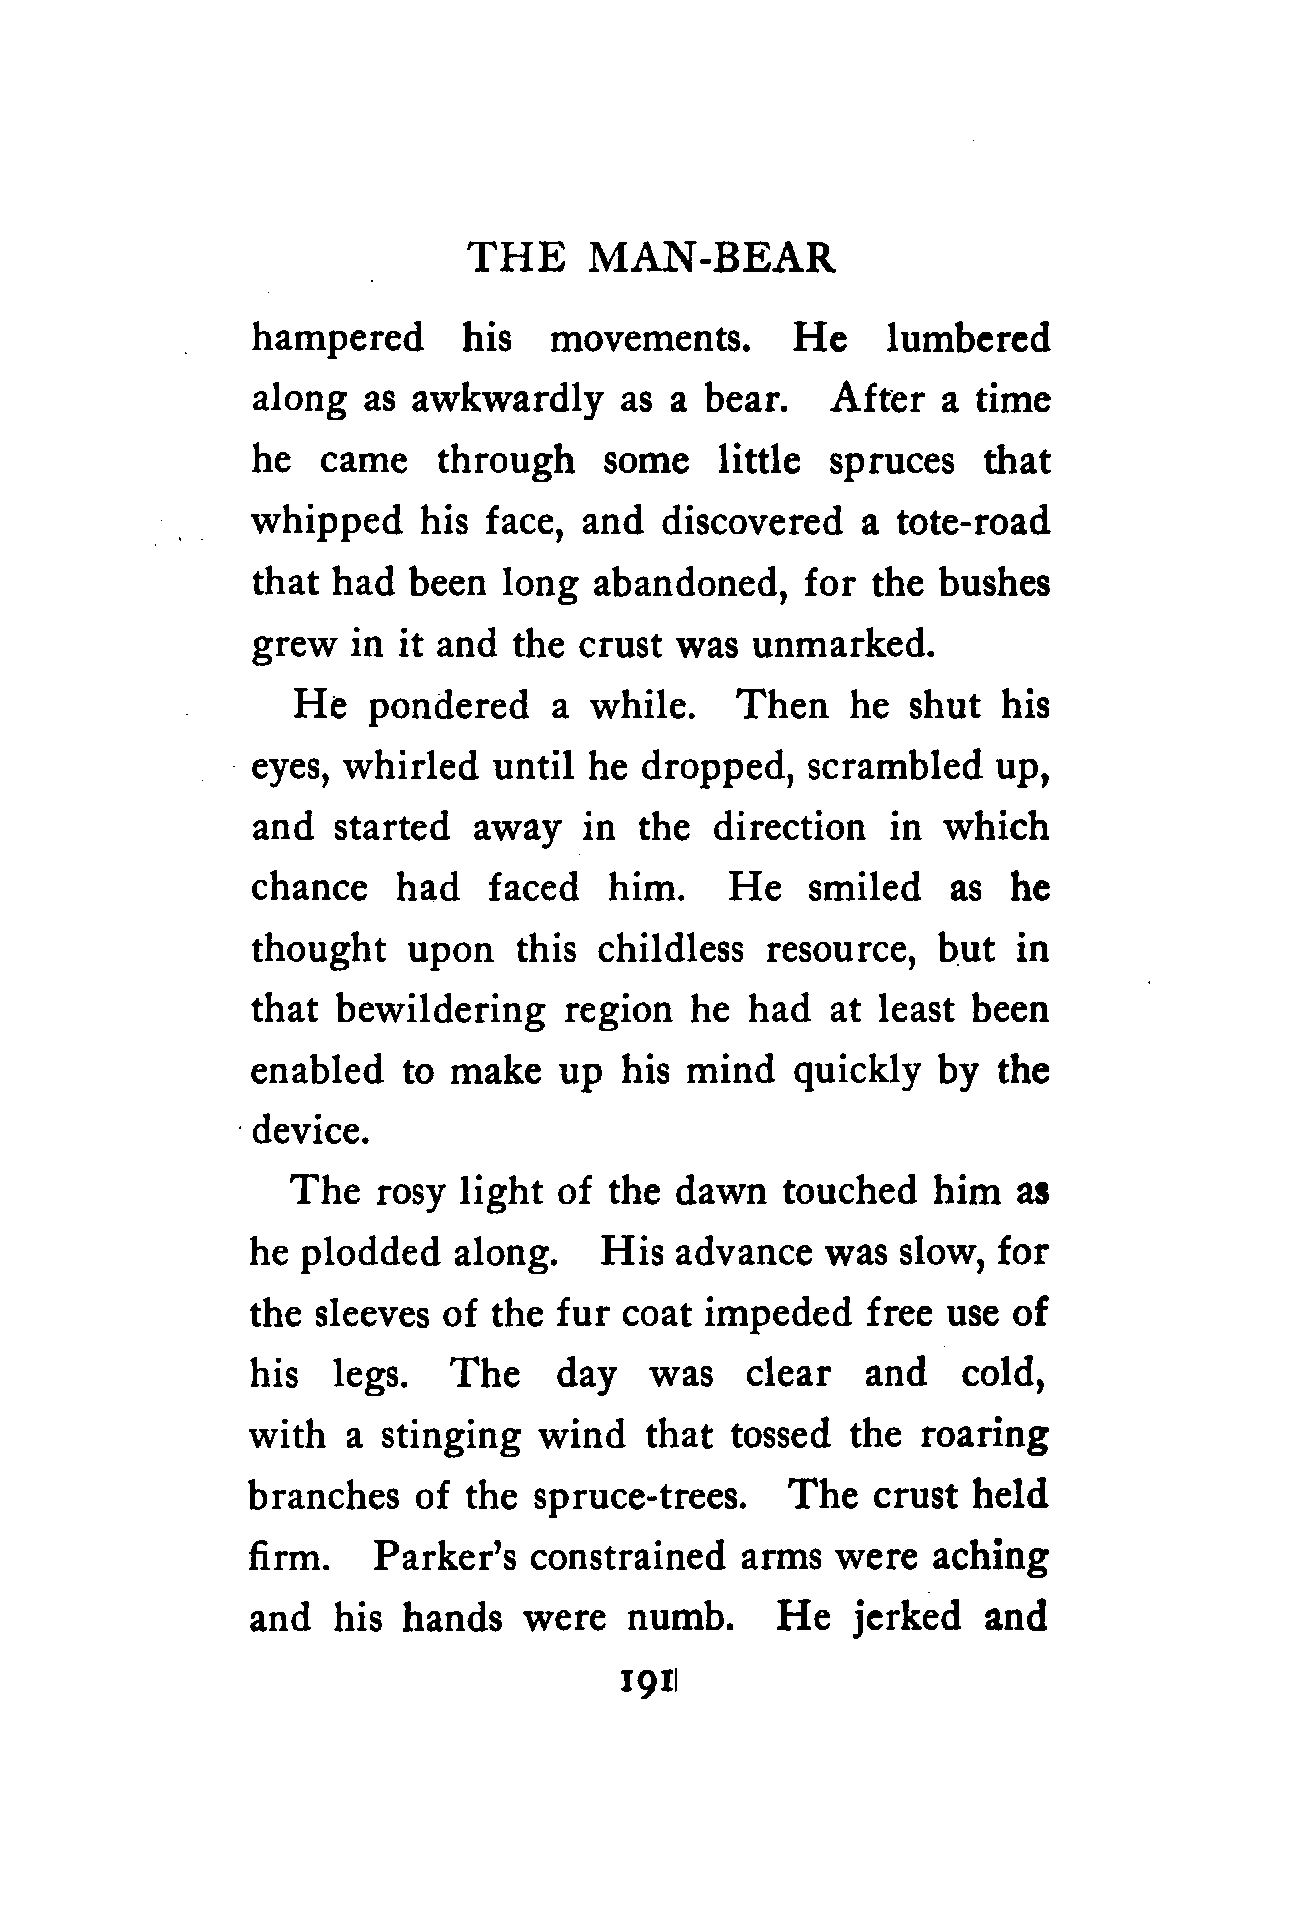 THE MAN-BEAR
hampered his movements. He lumbered
along as awkwardly as a bear. After a time
he came through some little spruces that
whipped his face, and discovered a tote-road
that had been long abandoned, for the bushes
grew in it and the crust was unmarked.
He pondered a while. Then he shut his
eyes, whirled until he dropped, scrambled up,
and started away in the direction in which
chance had faced him. He smiled as he
thought upon this childless resource, but in
that bewildering region he had at least been
enabled to make up his mind quickly by the
device.
The rosy light of the dawn touched him as
he plodded along. His advance was slow, for
the sleeves of the fur coat impeded free use of
his legs. The day was clear and cold,
with a stinging wind that tossed the roaring
branches of the spruce-trees. The crust held
firm. Parker's constrained arms were aching
and his hands were numb. He jerked and
191